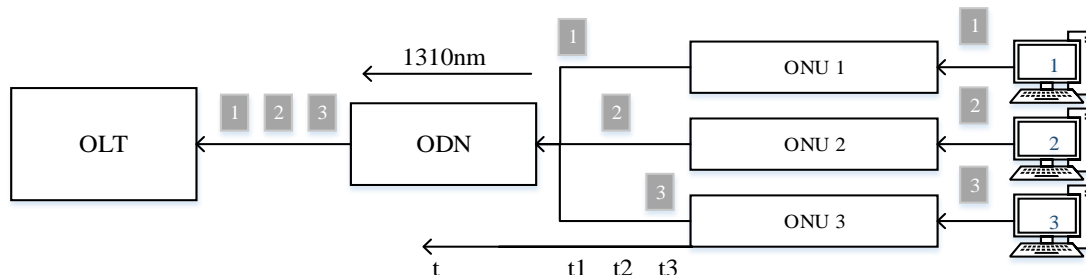 1 1
1310nm ONU 1 1
1 2 3 2 2
OLT ODN ONU 2 2
3 3
ONU 3 3
t t1 t2 t3